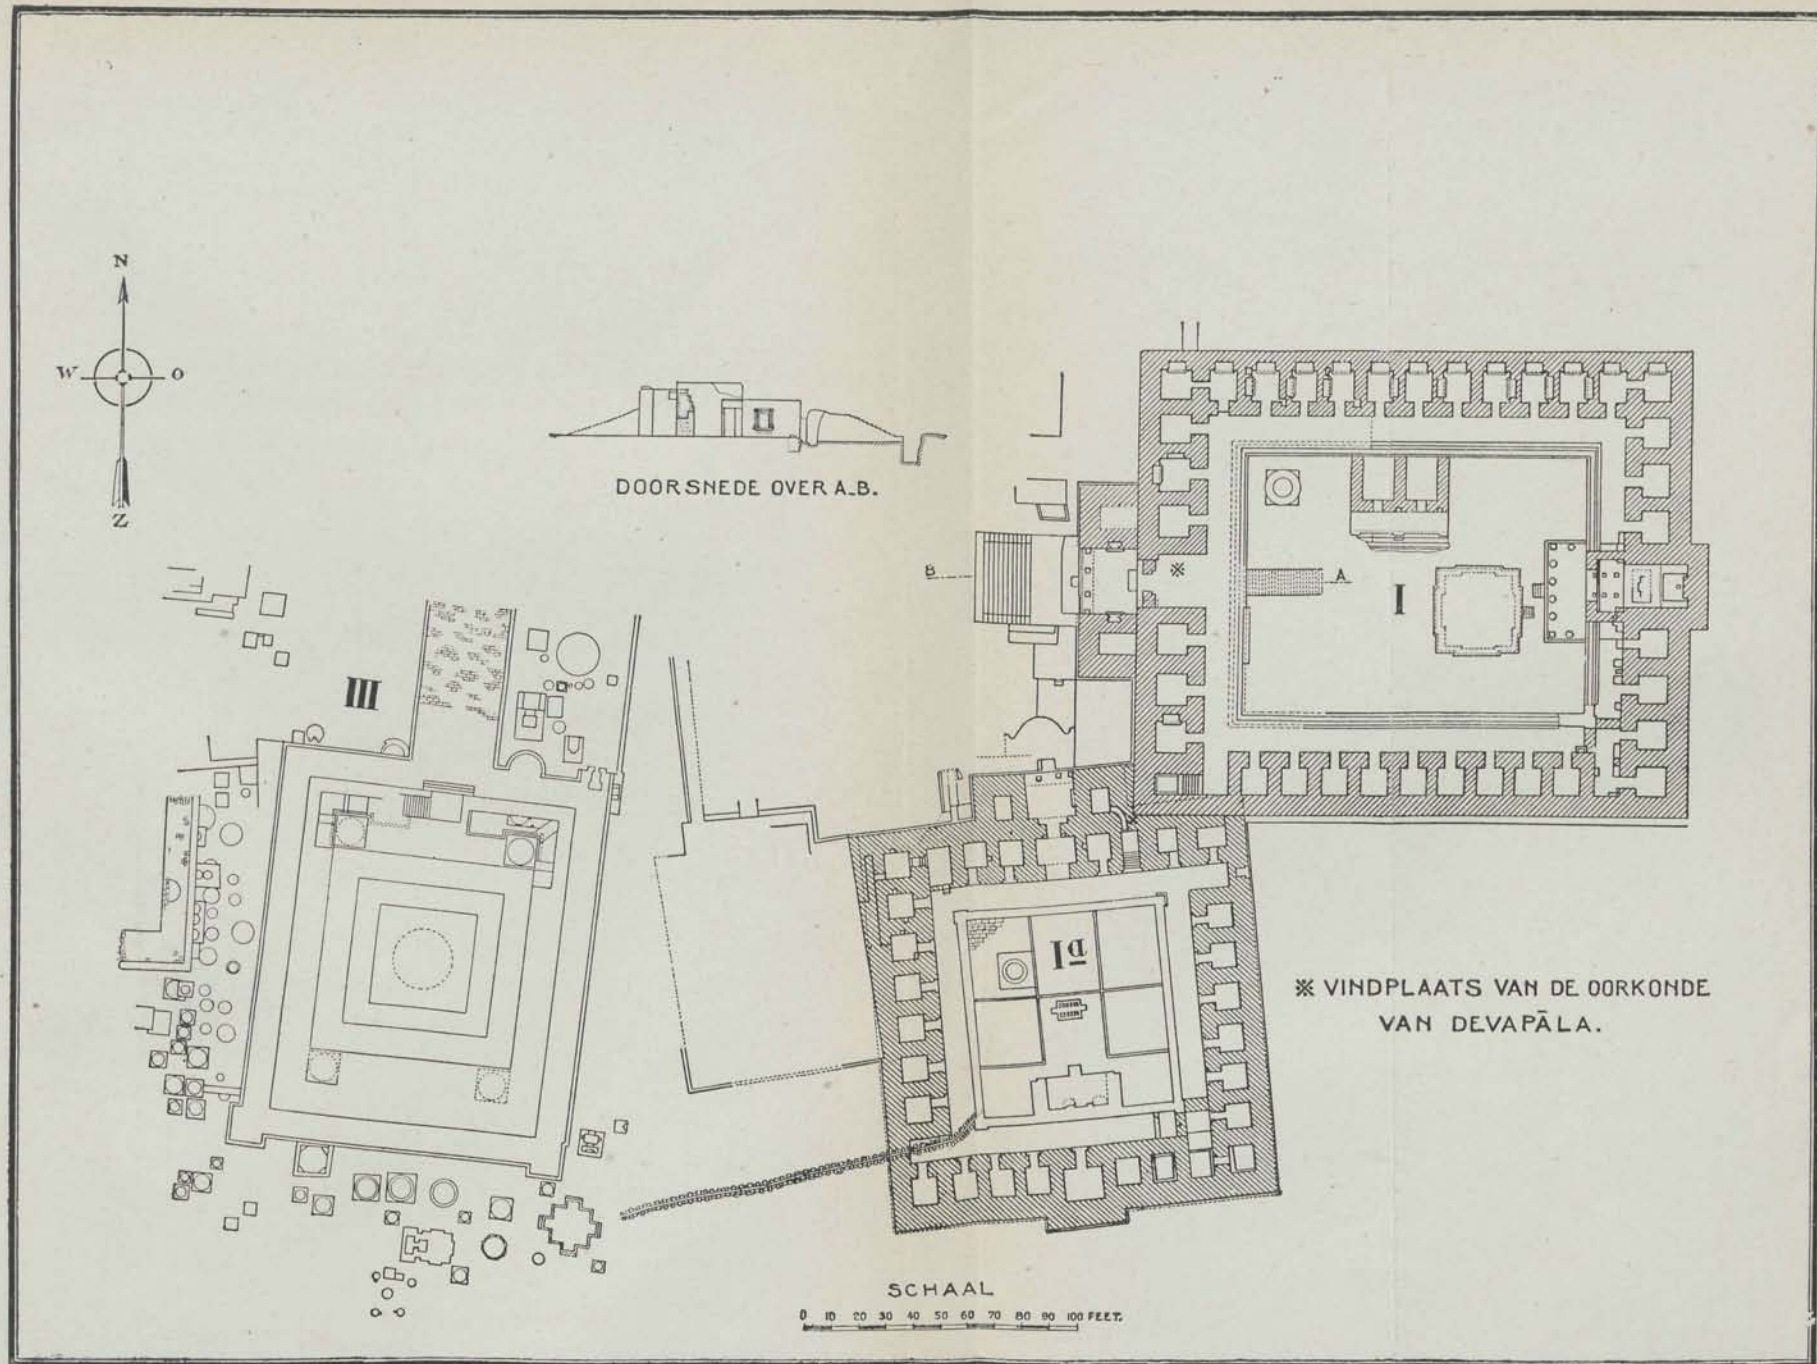 N
W O
Z
DOORSNEDE OVER A-B.
B
※
A
I
III
Ia
※ VINDPLAATS VAN DE OORKONDE
VAN DEVAPĀLA.
SCHAAL
0 10 20 30 40 50 60 70 80 90 100 FEET.